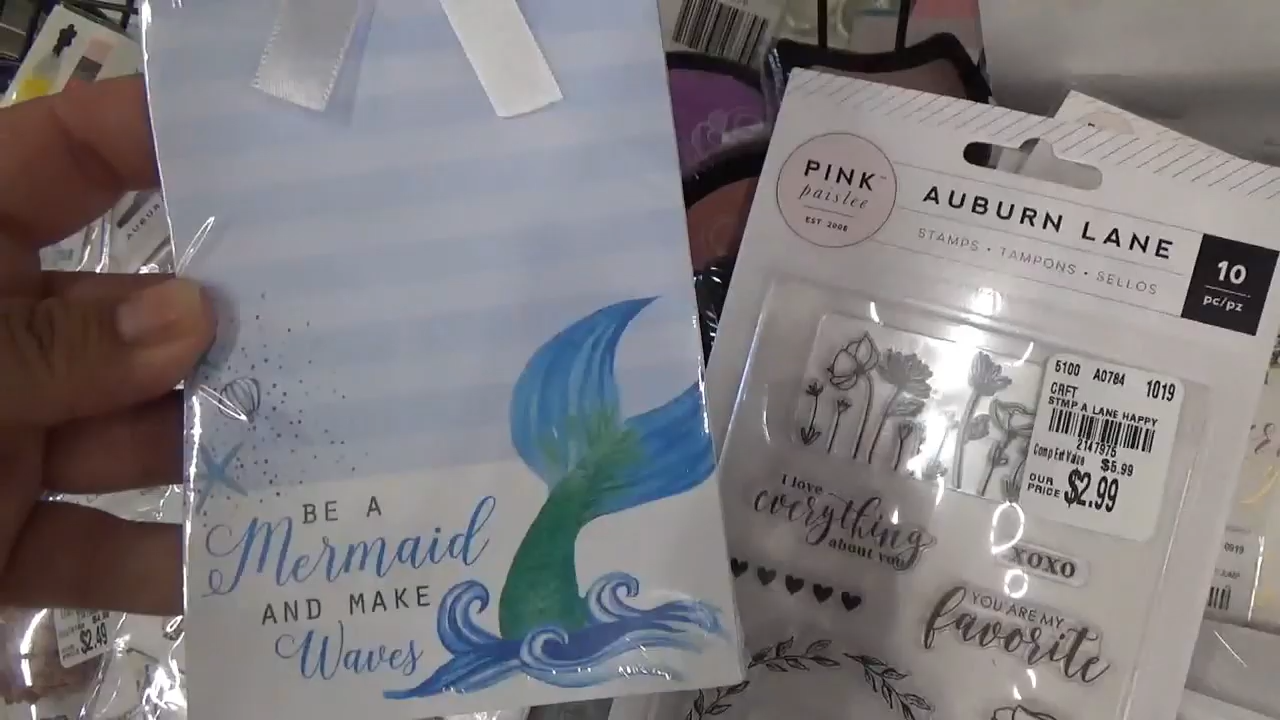 BE A
Mermaid
AND MAKE
Waves
PINK
paislee
EST. 2006
AUBURN LANE
STAMPS • TAMPONS • SELLOS
10
pc/pz
5100 A0784 1019
CRFT
STMP A LANE HAPPY
2147975
Comp Est Value $5.99
OUR
PRICE $2.99
I love
everything
about you
xoxo
YOU ARE MY
favorite
$2.49
AUBUR